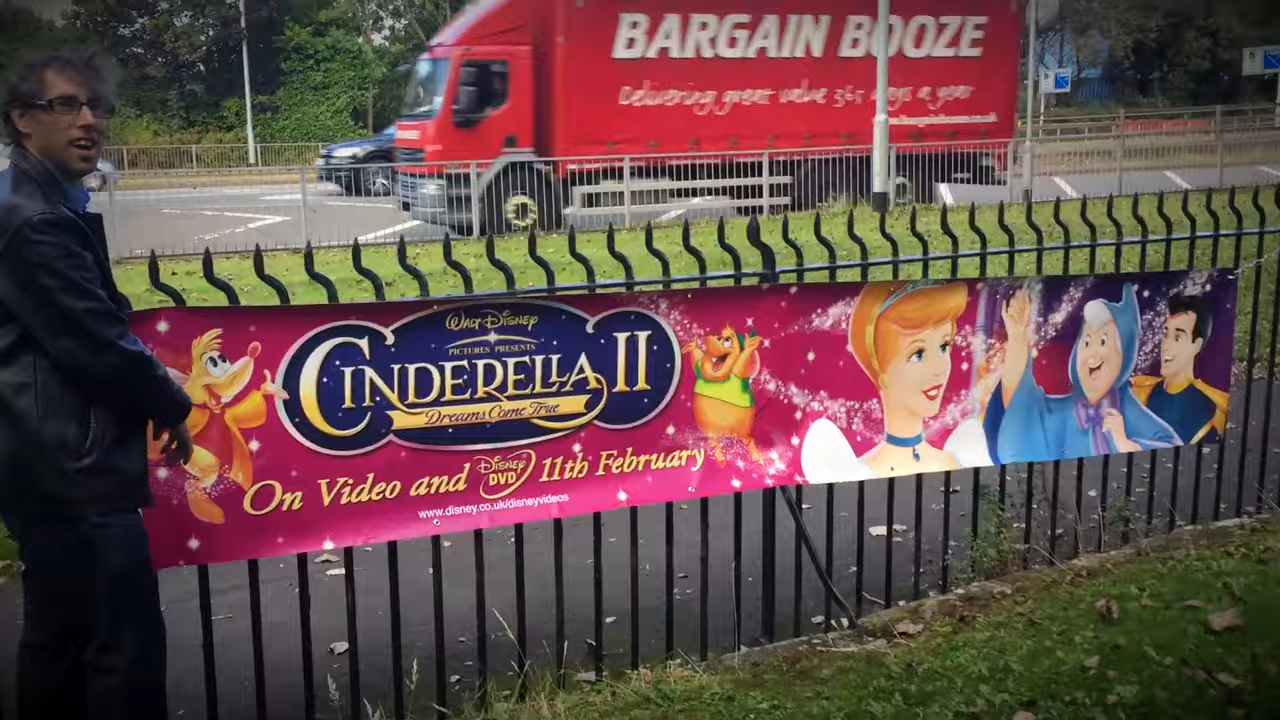 BARGAIN BOOZE
Delivering great value 365 days a year
WALT DISNEY
PICTURES PRESENTS
CINDERELLA II
Dreams Come True
On Video and DISNEY DVD 11th February
www.disney.co.uk/disneyvideos